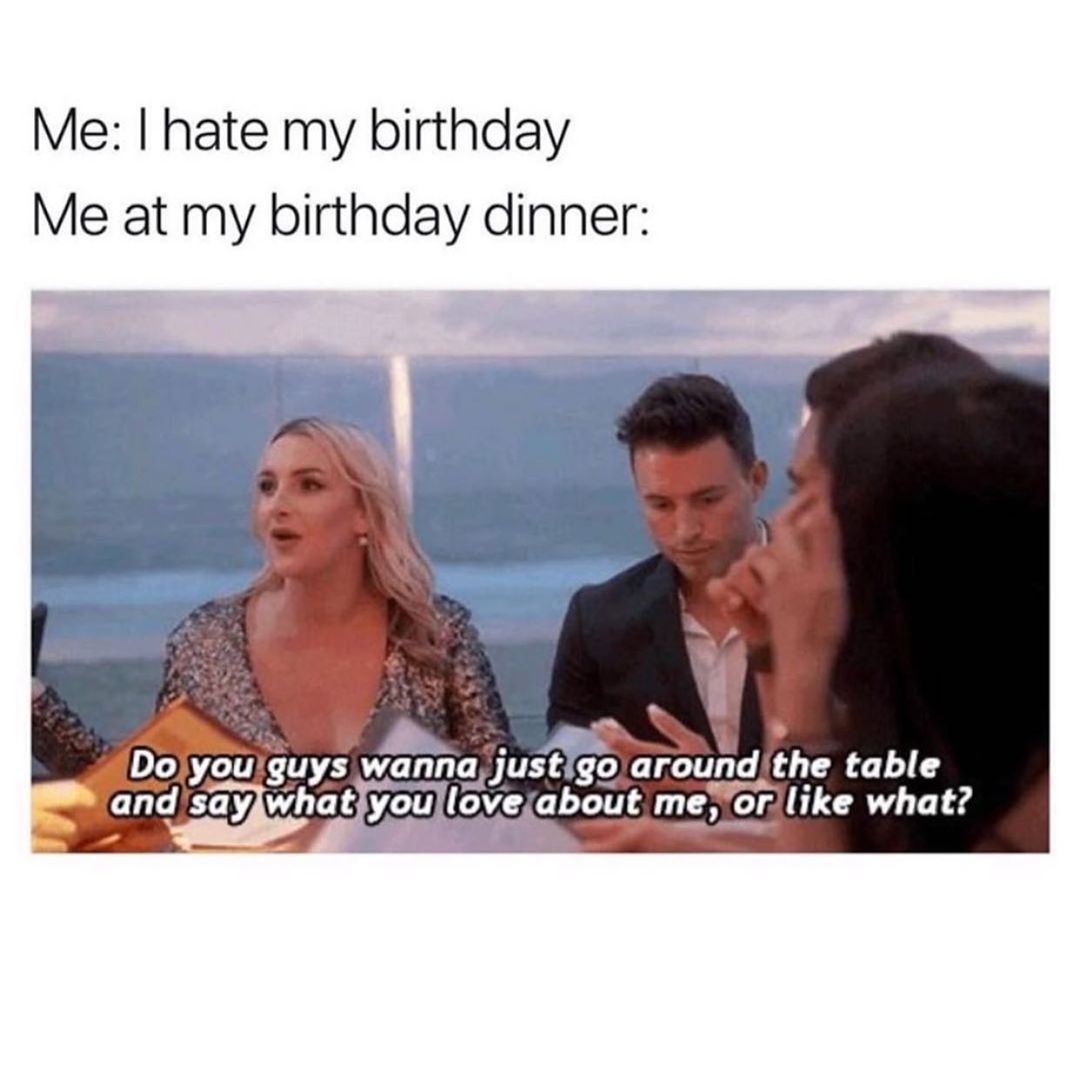 Me: I hate my birthday
Me at my birthday dinner:
Do you guys wanna just go around the table
and say what you love about me, or like what?